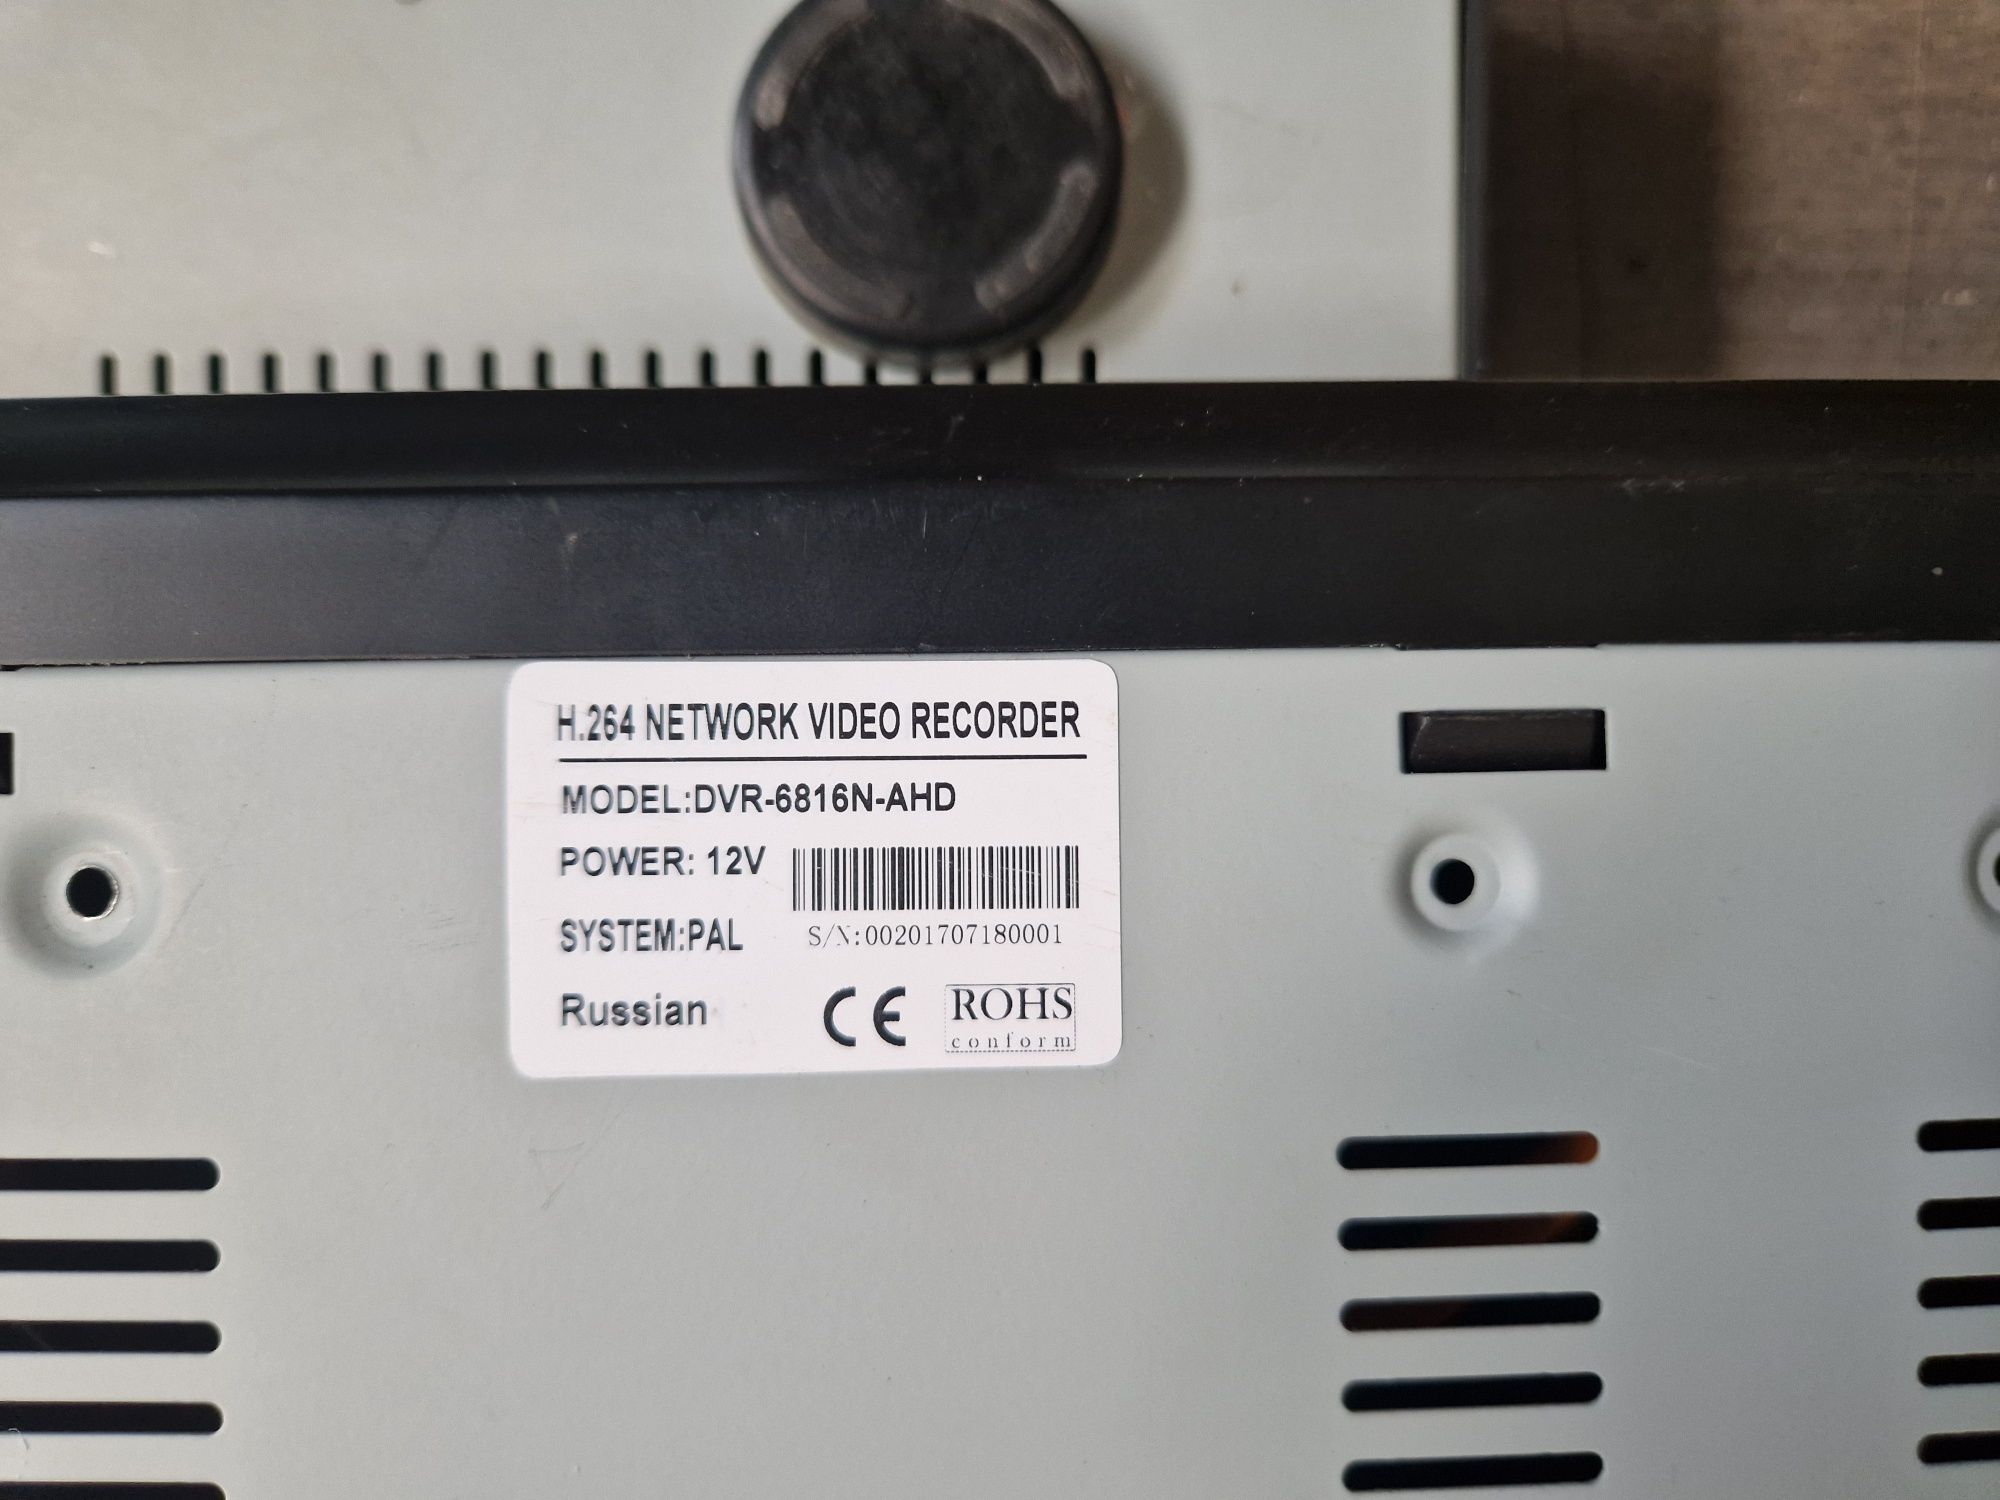 H.264 NETWORK VIDEO RECORDER
MODEL:DVR-6816N-AHD
POWER: 12V
SYSTEM:PAL
S/N:00201707180001
Russian
CE
ROHS
conform